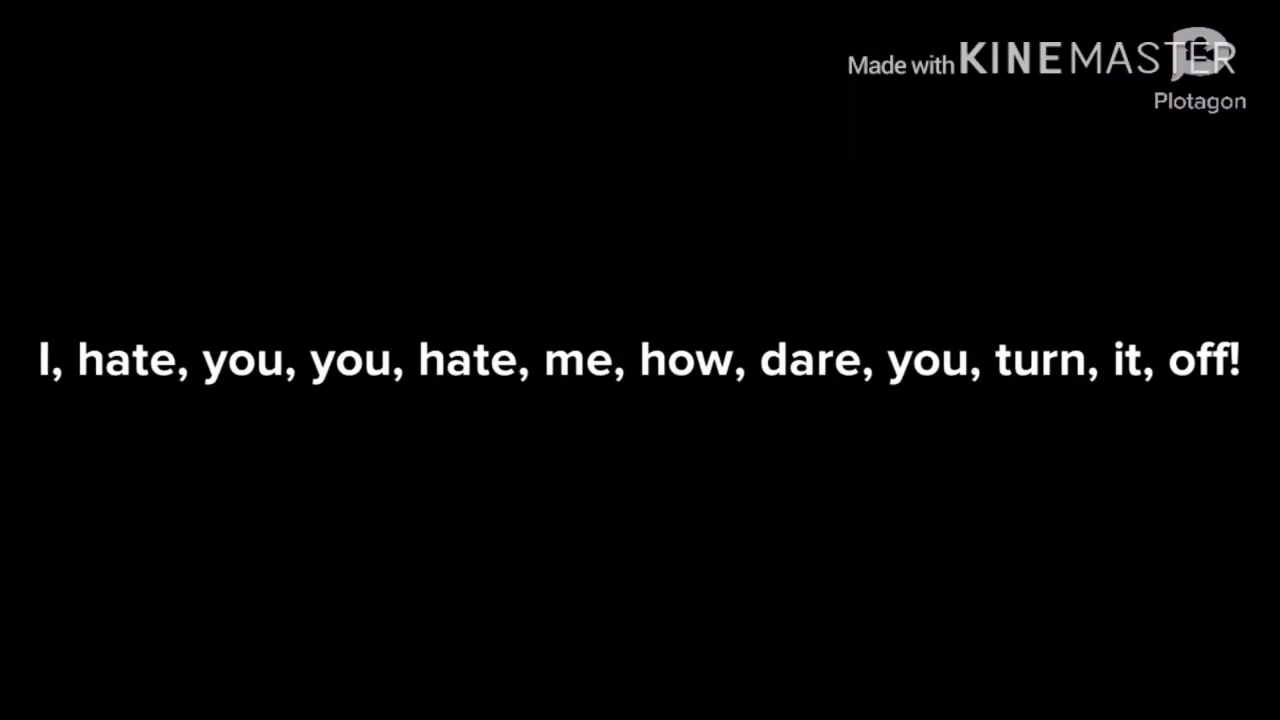 Made with KINEMASTER
Plotagon
I, hate, you, you, hate, me, how, dare, you, turn, it, off!